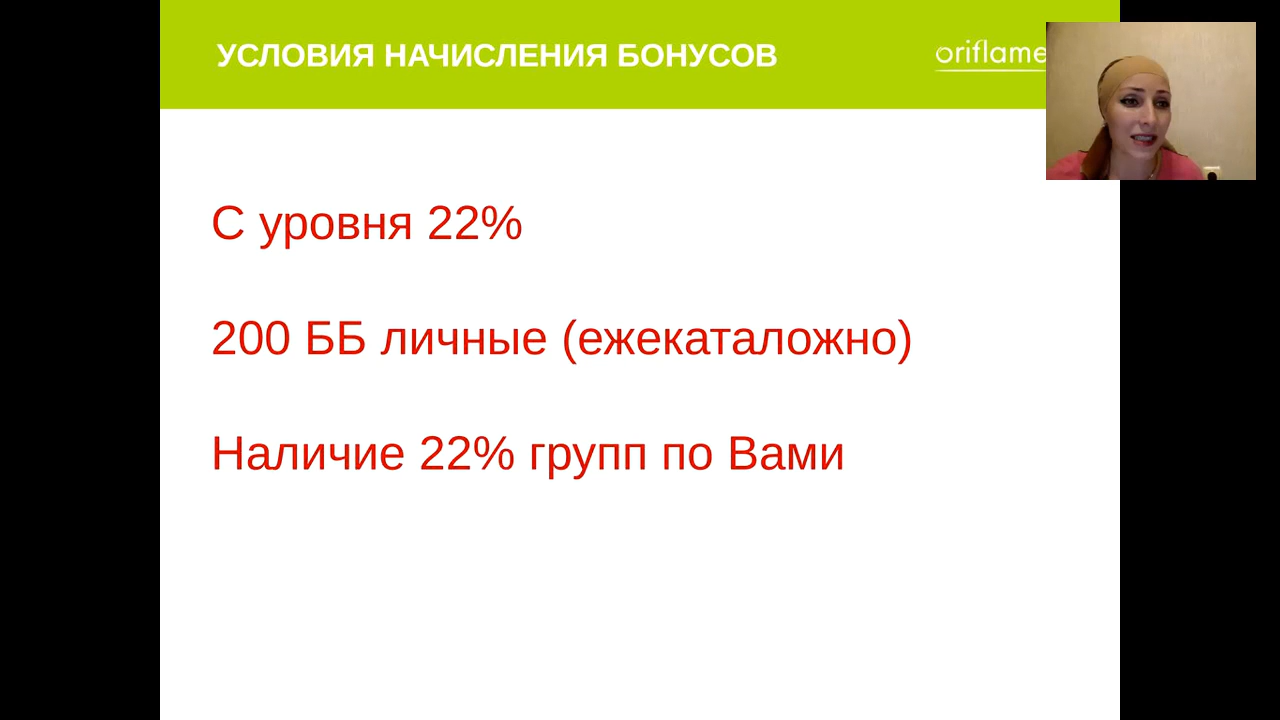 УСЛОВИЯ НАЧИСЛЕНИЯ БОНУСОВ
oriflame
С уровня 22%
200 ББ личные (ежекаталожно)
Наличие 22% групп по Вами